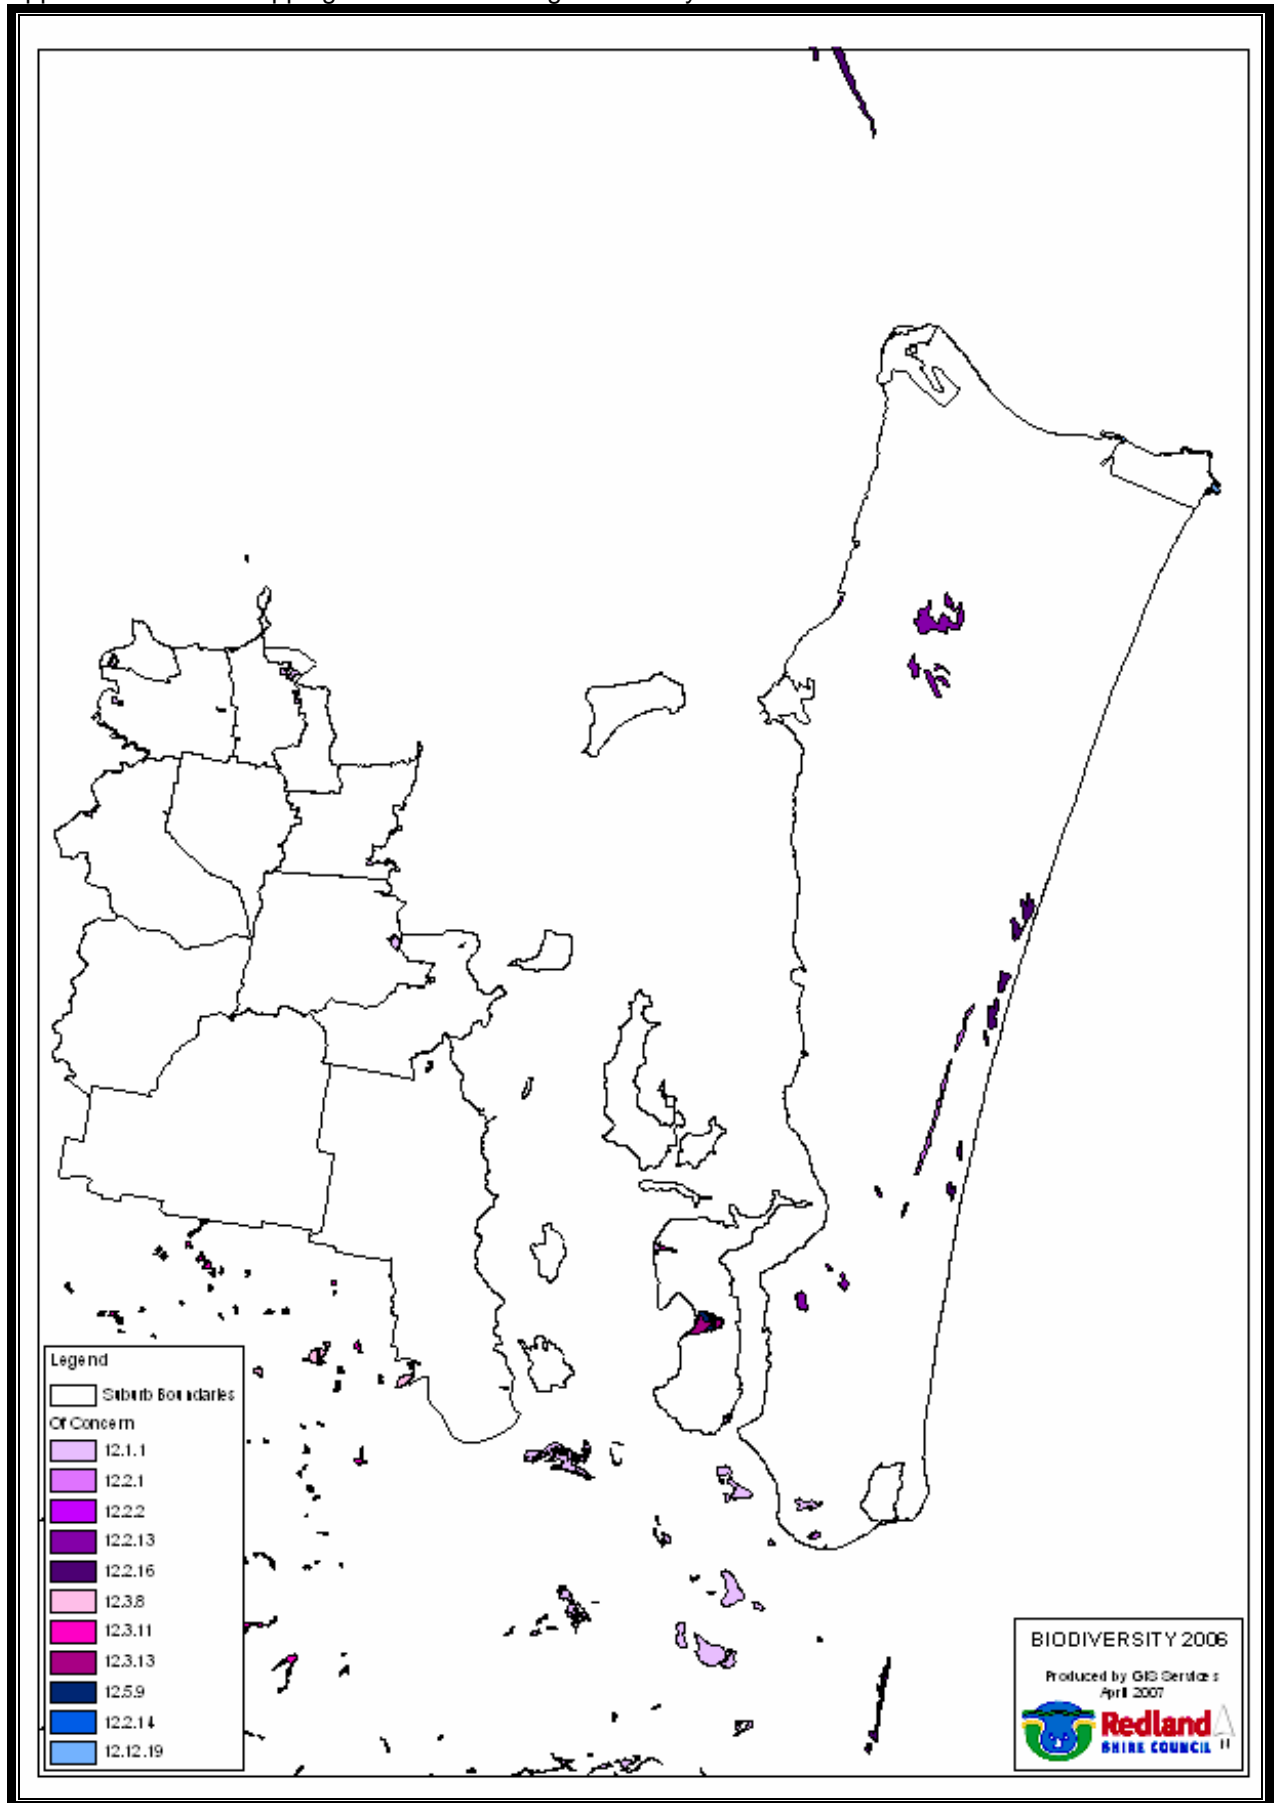 Legend
Suburb Boundaries
Of Concern
12.1.1
12.2.1
12.2.2
12.2.13
12.2.16
12.3.8
12.3.11
12.3.13
12.5.9
12.2.14
12.12.19
BIODIVERSITY 2006
Produced by GIS Services
April 2007
Redland
SHIRE COUNCIL